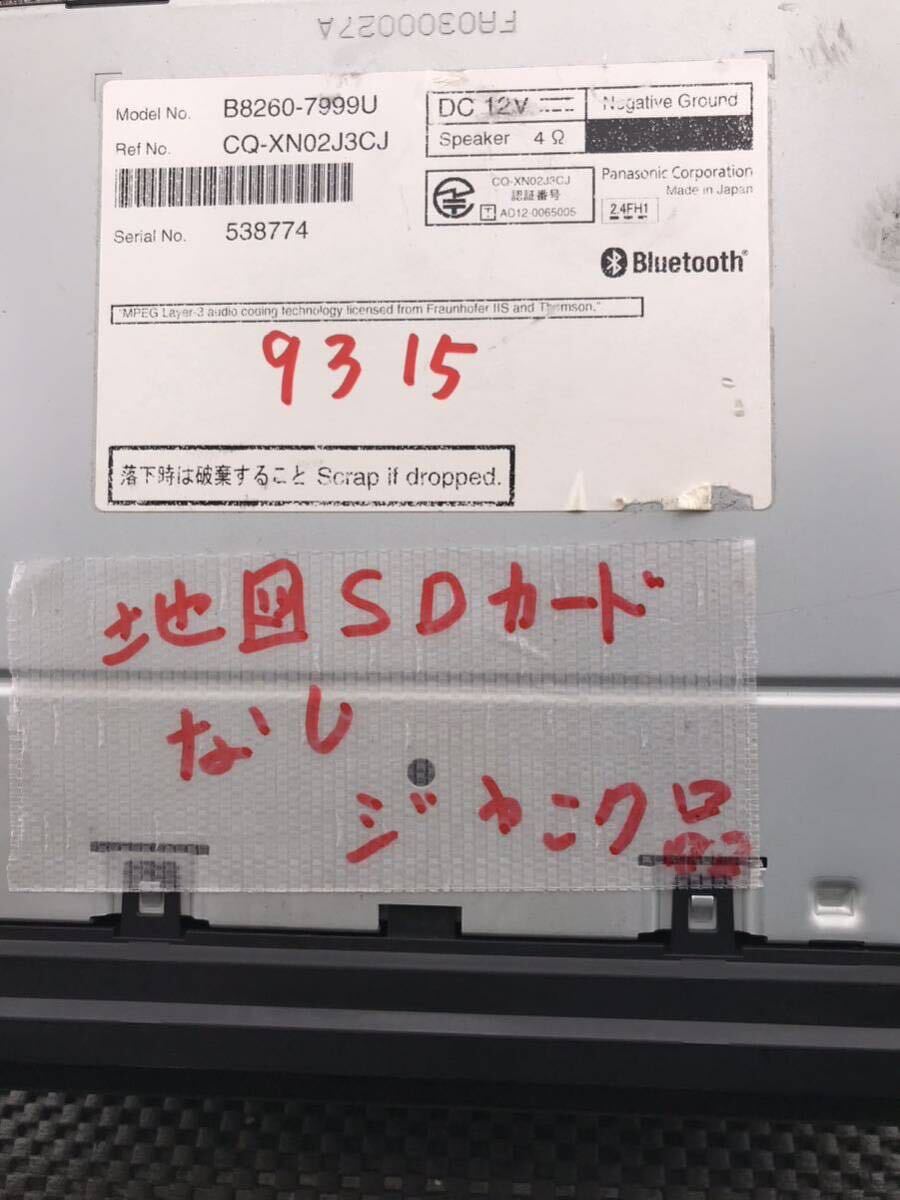 FA0300027A
Model No. B8260-7999U
Ref No. CQ-XN02J3CJ
Serial No. 538774
DC 12V
Negative Ground
Speaker 4 Ω
CQ-XN02J3CJ
認証番号
T AD12-0065005
Panasonic Corporation
Made in Japan
2.4FH1
Bluetooth®
"MPEG Layer-3 audio coding technology licensed from Fraunhofer IIS and Thomson."
9315
落下時は破棄すること Scrap if dropped.
地図SDカード
なし
ジャンク品